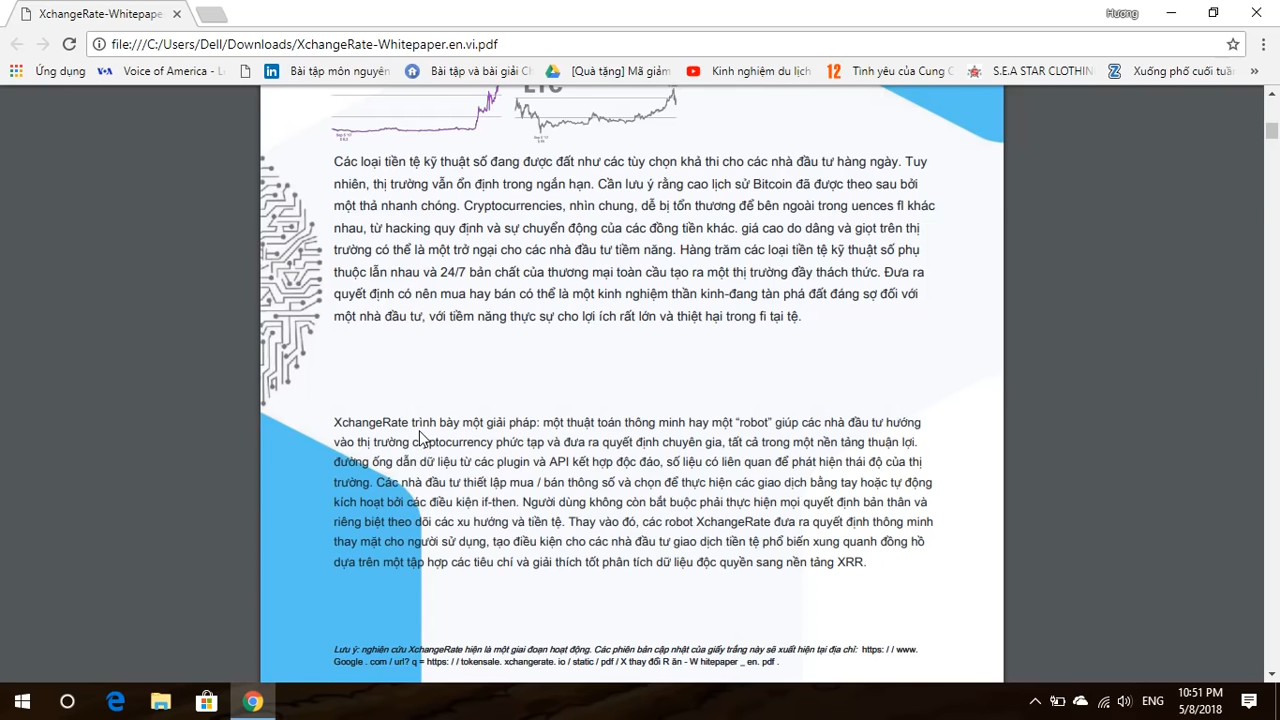 XchangeRate-Whitepape
Hương
file:///C:/Users/Dell/Downloads/XchangeRate-Whitepaper.en.vi.pdf
Ứng dụng Voice of America - L Bài tập môn nguyên Bài tập và bài giải Ch [Quà tặng] Mã giảm Kinh nghiệm du lịch 12 Tình yêu của Cung C S.E.A STAR CLOTHIN Xuống phố cuối tuần »
ETC
Các loại tiền tệ kỹ thuật số đang được đất như các tùy chọn khả thi cho các nhà đầu tư hàng ngày. Tuy
nhiên, thị trường vẫn ổn định trong ngắn hạn. Cần lưu ý rằng cao lịch sử Bitcoin đã được theo sau bởi
một thả nhanh chóng. Cryptocurrencies, nhìn chung, dễ bị tổn thương để bên ngoài trong uences fl khác
nhau, từ hacking quy định và sự chuyển động của các đồng tiền khác. giá cao do dâng và giọt trên thị
trường có thể là một trở ngại cho các nhà đầu tư tiềm năng. Hàng trăm các loại tiền tệ kỹ thuật số phụ
thuộc lẫn nhau và 24/7 bản chất của thương mại toàn cầu tạo ra một thị trường đầy thách thức. Đưa ra
quyết định có nên mua hay bán có thể là một kinh nghiệm thần kinh-đang tàn phá đất đáng sợ đối với
một nhà đầu tư, với tiềm năng thực sự cho lợi ích rất lớn và thiệt hại trong fi tại tệ.
XchangeRate trình bày một giải pháp: một thuật toán thông minh hay một “robot” giúp các nhà đầu tư hướng
vào thị trường cryptocurrency phức tạp và đưa ra quyết định chuyên gia, tất cả trong một nền tảng thuận lợi.
đường ống dẫn dữ liệu từ các plugin và API kết hợp độc đáo, số liệu có liên quan để phát hiện thái độ của thị
trường. Các nhà đầu tư thiết lập mua / bán thông số và chọn để thực hiện các giao dịch bằng tay hoặc tự động
kích hoạt bởi các điều kiện if-then. Người dùng không còn bắt buộc phải thực hiện mọi quyết định bản thân và
riêng biệt theo dõi các xu hướng và tiền tệ. Thay vào đó, các robot XchangeRate đưa ra quyết định thông minh
thay mặt cho người sử dụng, tạo điều kiện cho các nhà đầu tư giao dịch tiền tệ phổ biến xung quanh đồng hồ
dựa trên một tập hợp các tiêu chí và giải thích tốt phân tích dữ liệu độc quyền sang nền tảng XRR.
Lưu ý: nghiên cứu XchangeRate hiện là một giai đoạn hoạt động. Các phiên bản cập nhật của giấy trắng này sẽ xuất hiện tại địa chỉ: https: / / www.
Google . com / url? q = https: / / tokensale. xchangerate. io / static / pdf / X thay đổi R ăn - W hitepaper _ en. pdf .
ENG
10:51 PM
5/8/2018